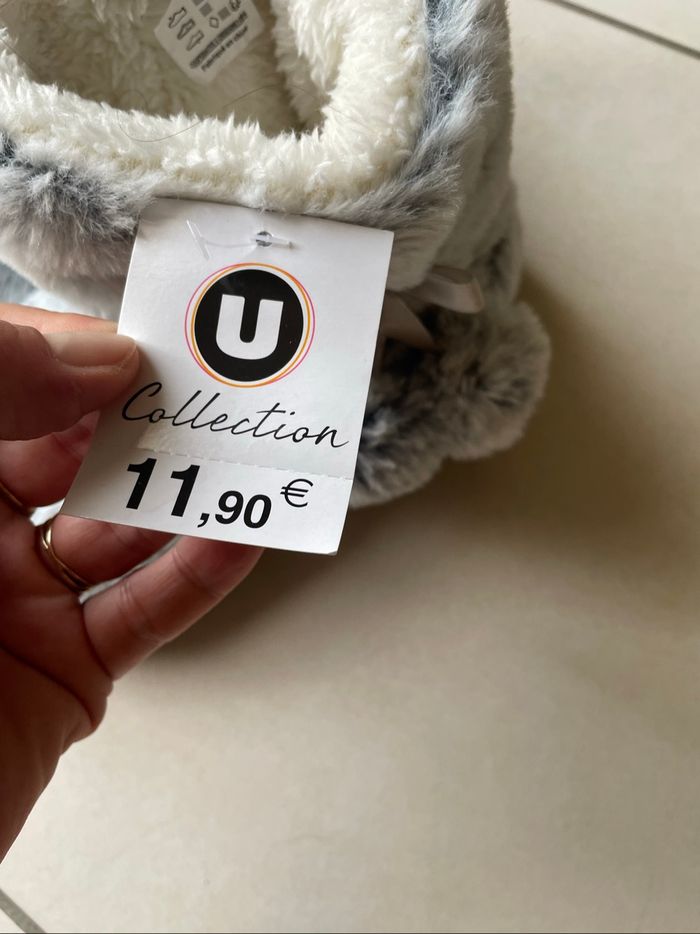 U
Collection
11,90 €